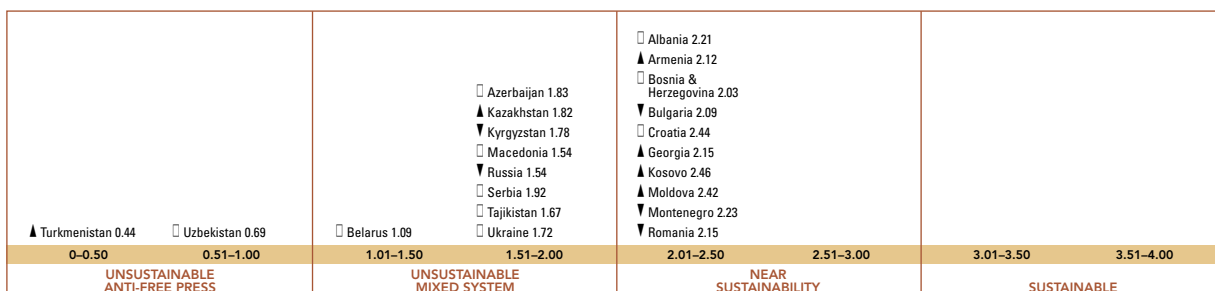 ▯ Albania 2.21
▲ Armenia 2.12
▯ Bosnia &
Herzegovina 2.03
▯ Azerbaijan 1.83
▲ Kazakhstan 1.82
▼ Bulgaria 2.09
▼ Kyrgyzstan 1.78
▯ Croatia 2.44
▯ Macedonia 1.54
▲ Georgia 2.15
▼ Russia 1.54
▲ Kosovo 2.46
▯ Serbia 1.92
▲ Moldova 2.42
▯ Tajikistan 1.67
▼ Montenegro 2.23
▲ Turkmenistan 0.44
▯ Uzbekistan 0.69
▯ Belarus 1.09
▯ Ukraine 1.72
▼ Romania 2.15
0–0.50
0.51–1.00
1.01–1.50
1.51–2.00
2.01–2.50
2.51–3.00
3.01–3.50
3.51–4.00
UNSUSTAINABLE
ANTI-FREE PRESS
UNSUSTAINABLE
MIXED SYSTEM
NEAR
SUSTAINABILITY
SUSTAINABLE